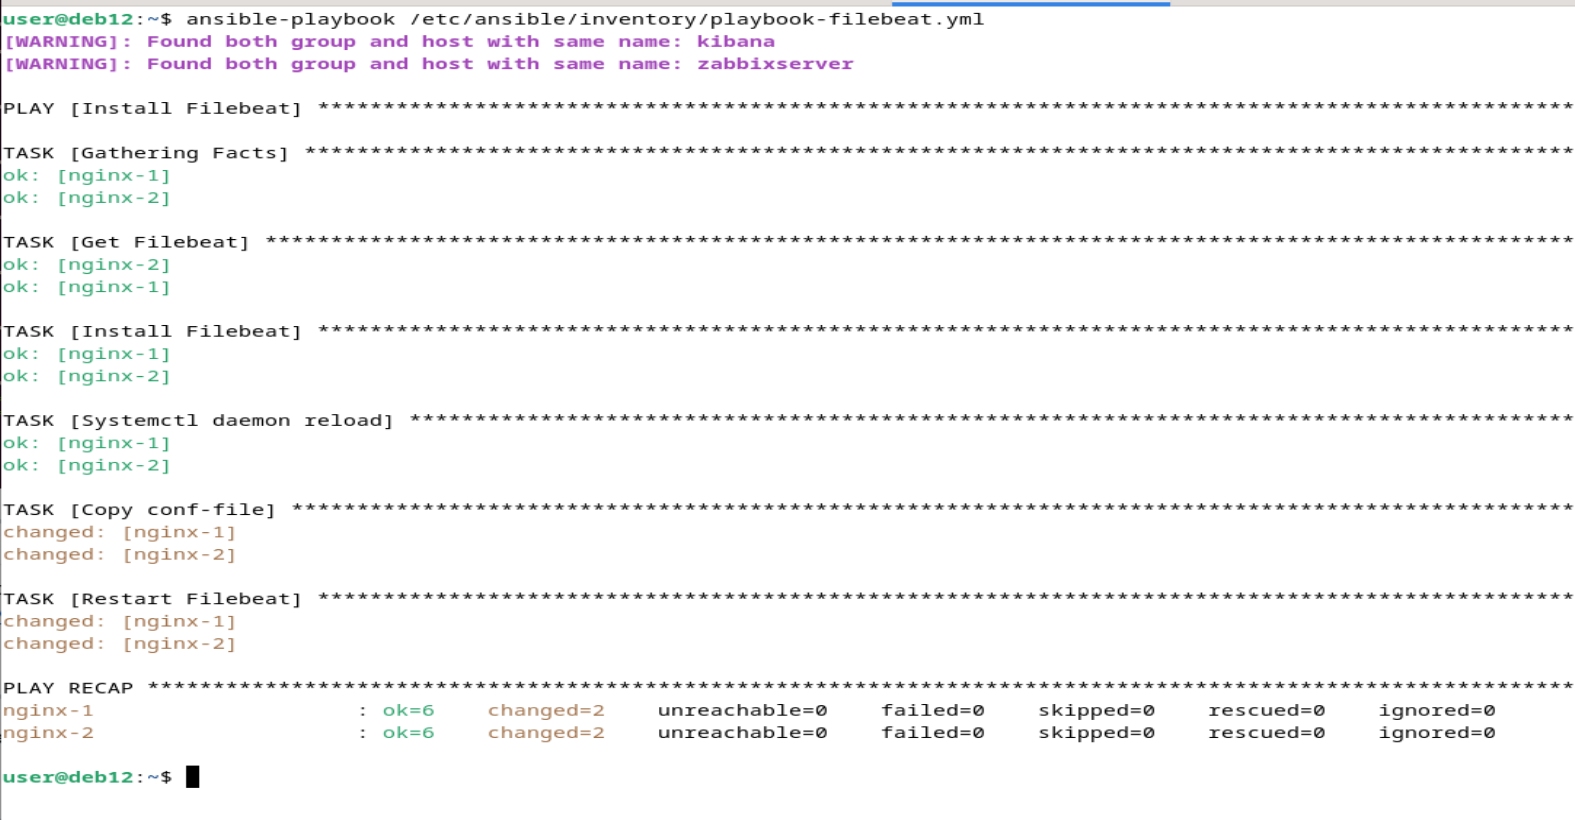 user@deb12:~$ ansible-playbook /etc/ansible/inventory/playbook-filebeat.yml
[WARNING]: Found both group and host with same name: kibana
[WARNING]: Found both group and host with same name: zabbixserver
PLAY [Install Filebeat] ************************************************************************************************
TASK [Gathering Facts] *************************************************************************************************
ok: [nginx-1]
ok: [nginx-2]
TASK [Get Filebeat] ****************************************************************************************************
ok: [nginx-2]
ok: [nginx-1]
TASK [Install Filebeat] ************************************************************************************************
ok: [nginx-1]
ok: [nginx-2]
TASK [Systemctl daemon reload] *****************************************************************************************
ok: [nginx-1]
ok: [nginx-2]
TASK [Copy conf-file] **************************************************************************************************
changed: [nginx-1]
changed: [nginx-2]
TASK [Restart Filebeat] ************************************************************************************************
changed: [nginx-1]
changed: [nginx-2]
PLAY RECAP *************************************************************************************************************
nginx-1 : ok=6 changed=2 unreachable=0 failed=0 skipped=0 rescued=0 ignored=0
nginx-2 : ok=6 changed=2 unreachable=0 failed=0 skipped=0 rescued=0 ignored=0
user@deb12:~$